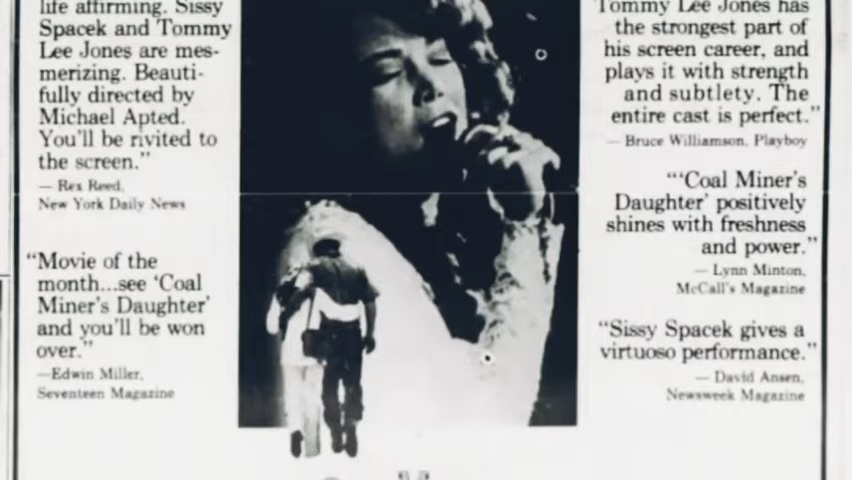 life affirming. Sissy
Spacek and Tommy
Lee Jones are mes-
merizing. Beauti-
fully directed by
Michael Apted.
You'll be rivited to
the screen."
— Rex Reed,
New York Daily News
"Movie of the
month...see 'Coal
Miner's Daughter'
and you'll be won
over."
—Edwin Miller,
Seventeen Magazine
Tommy Lee Jones has
the strongest part of
his screen career, and
plays it with strength
and subtlety. The
entire cast is perfect."
— Bruce Williamson, Playboy
"'Coal Miner's
Daughter' positively
shines with freshness
and power."
— Lynn Minton,
McCall's Magazine
"Sissy Spacek gives a
virtuoso performance."
— David Ansen,
Newsweek Magazine